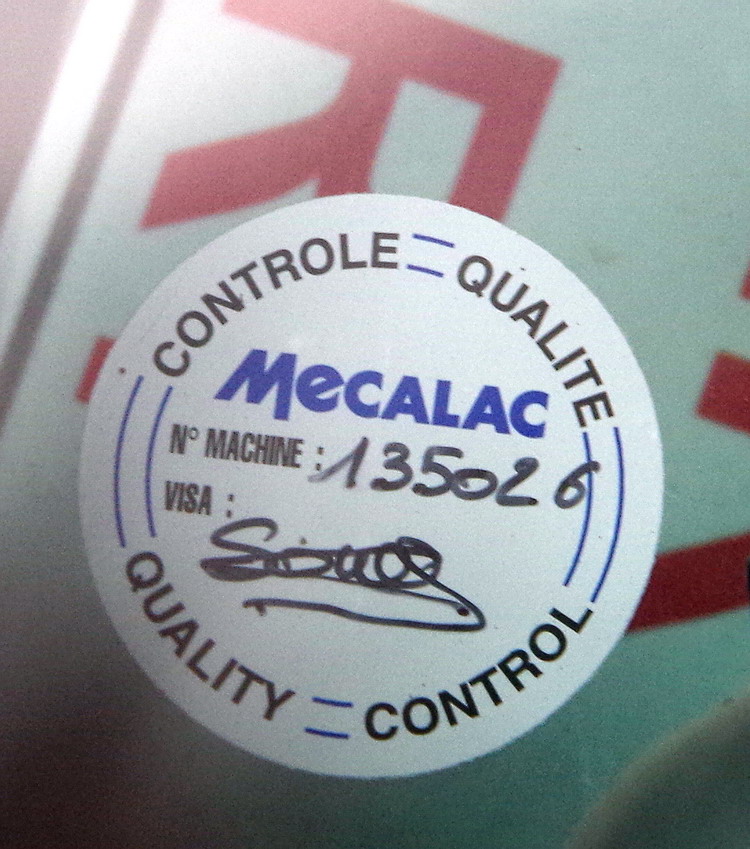 CONTROLE QUALITE
MECALAC
N° MACHINE : 135026
VISA :
QUALITY CONTROL